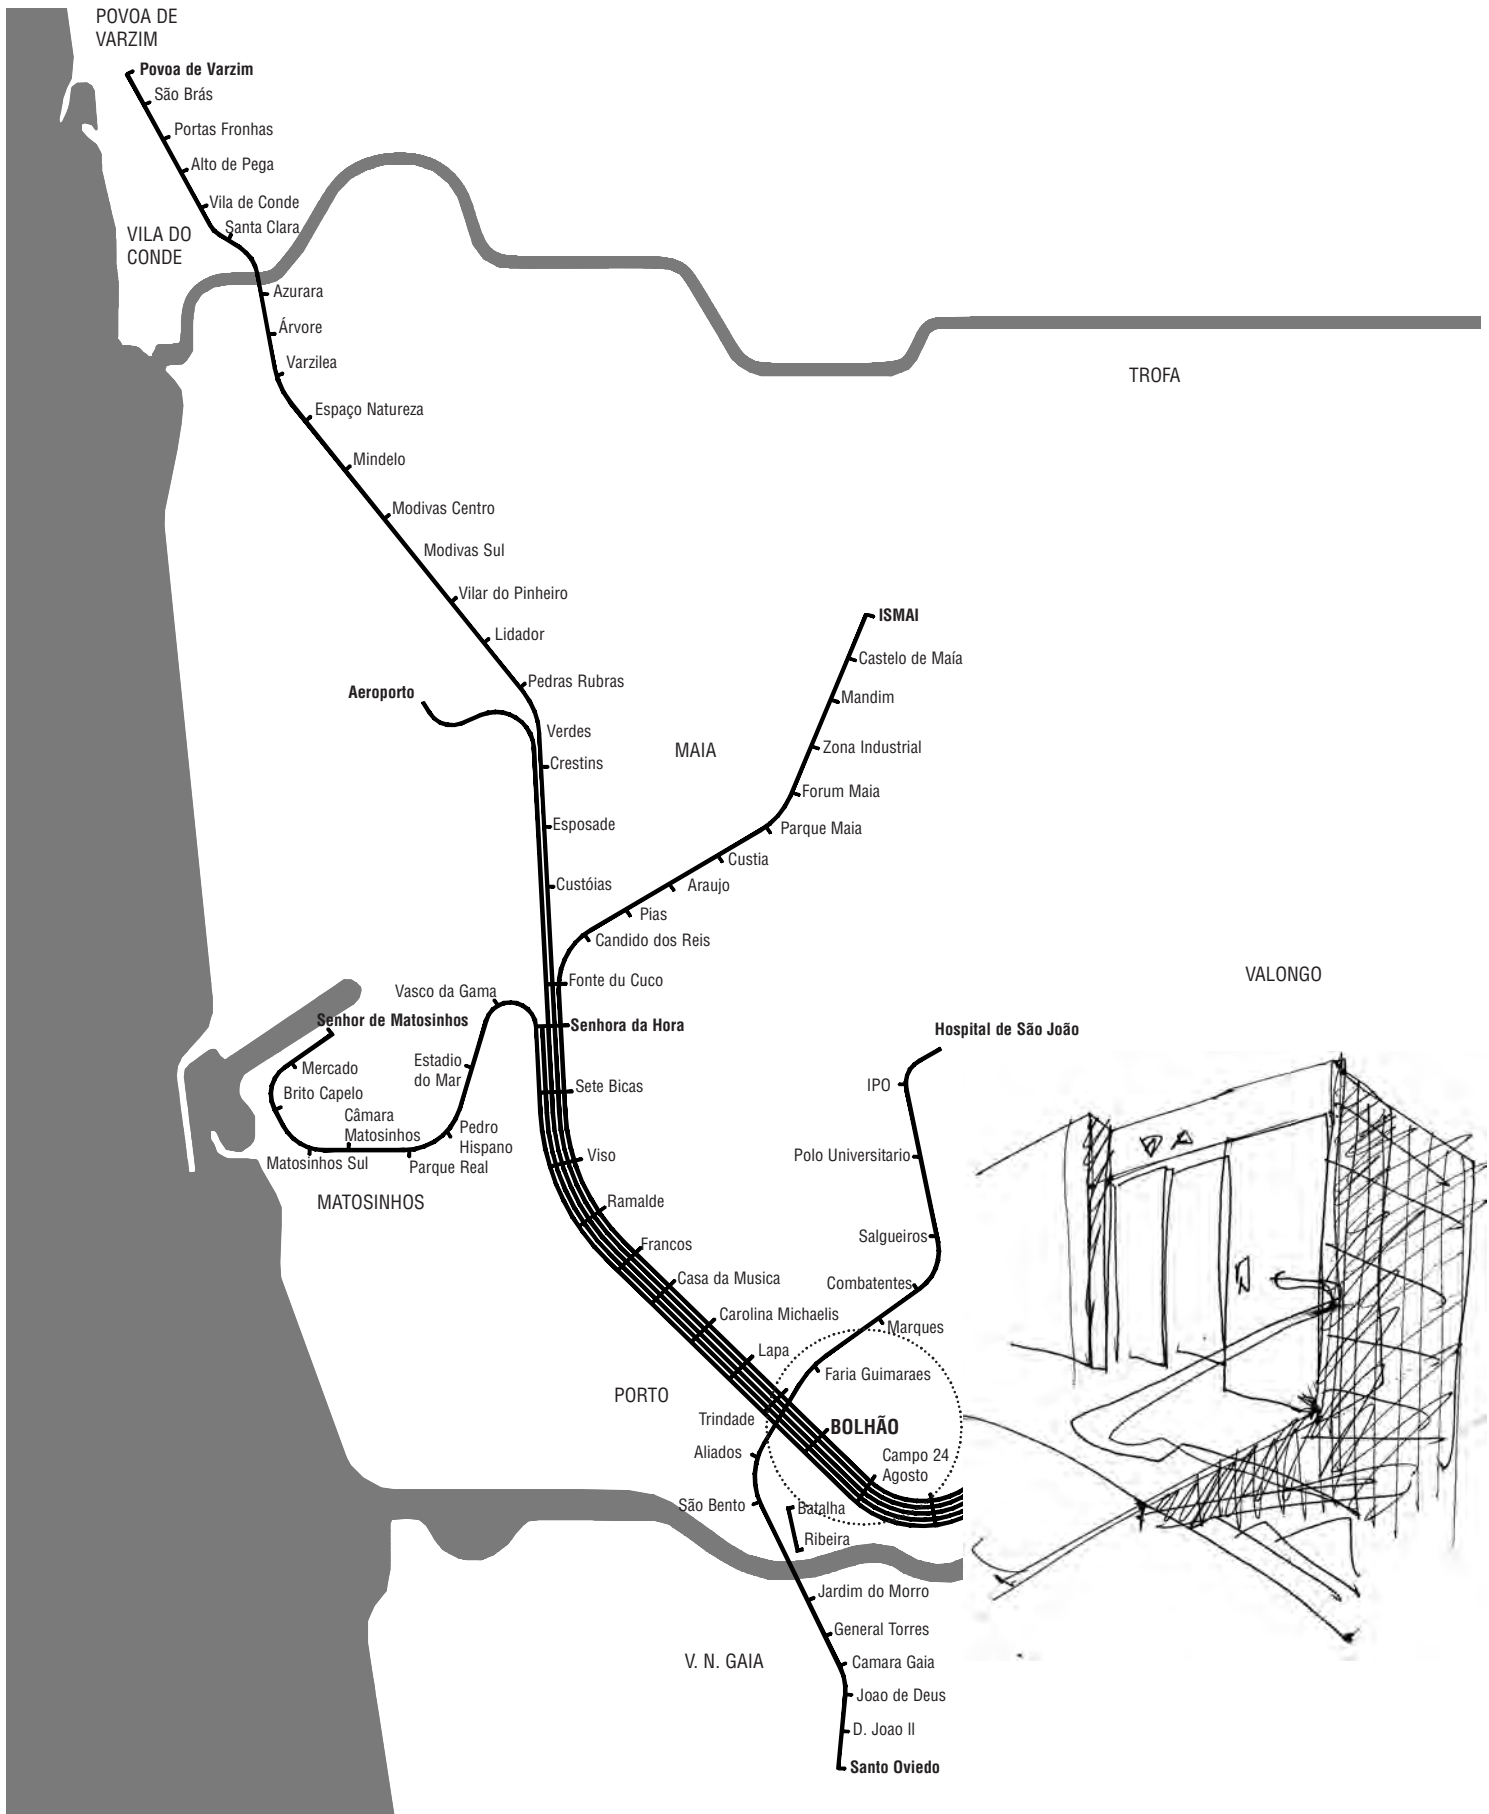 POVOA DE
VARZIM
Povoa de Varzim
São Brás
Portas Fronhas
Alto de Pega
Vila de Conde
Santa Clara
VILA DO
CONDE
Azurara
Árvore
Varzilea
TROFA
Espaço Natureza
Mindelo
Modivas Centro
Modivas Sul
Vilar do Pinheiro
Lidador
Pedras Rubras
Aeroporto
Verdes
Crestins
Esposade
Custóias
ISMAI
Castelo de Maía
Mandim
Zona Industrial
MAIA
Forum Maia
Parque Maia
Custia
Araujo
Pias
Candido dos Reis
Fonte du Cuco
VALONGO
Vasco da Gama
Senhor de Matosinhos
Senhora da Hora
Mercado
Brito Capelo
Estadio
do Mar
Câmara
Matosinhos
Pedro
Hispano
Matosinhos Sul
Parque Real
MATOSINHOS
Sete Bicas
Viso
Ramalde
Francos
Casa da Musica
Carolina Michaelis
Lapa
Hospital de São João
IPO
Polo Universitario
Salgueiros
Combatentes
Marques
Faria Guimaraes
PORTO
Trindade
BOLHÃO
Aliados
Campo 24
Agosto
São Bento
Batalha
Ribeira
Jardim do Morro
General Torres
V. N. GAIA
Camara Gaia
Joao de Deus
D. Joao II
Santo Oviedo